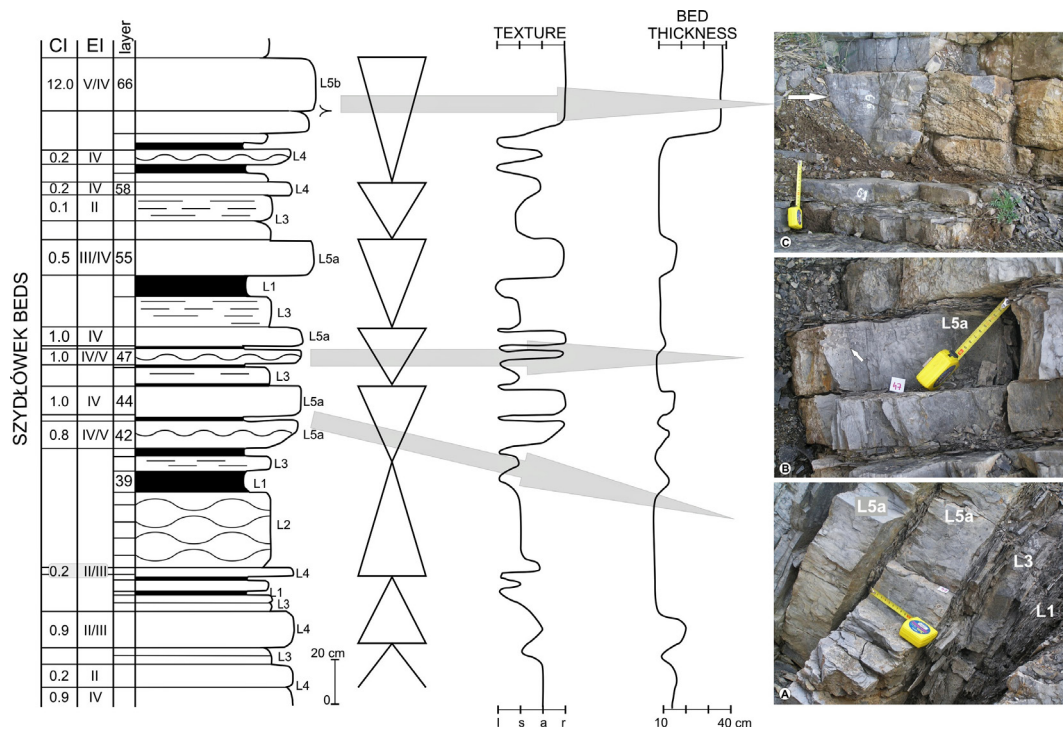 CI EI layer
TEXTURE
BED THICKNESS
SZYDŁÓWEK BEDS
12.0 V/IV 66 L5b
0.2 IV L4
0.2 IV 58 L4
0.1 II L3
0.5 III/IV 55 L5a
L1
L3
1.0 IV L5a
1.0 IV/V 47
L3
1.0 IV 44 L5a
0.8 IV/V 42 L5a
L3
39 L1
L2
0.2 II/III L4
L1
L3
0.9 II/III L4
L3
0.2 II L4
0.9 IV
20 cm
0
l s a r
10 40 cm
C
L5a
47
B
L5a
L5a
L3
L1
A